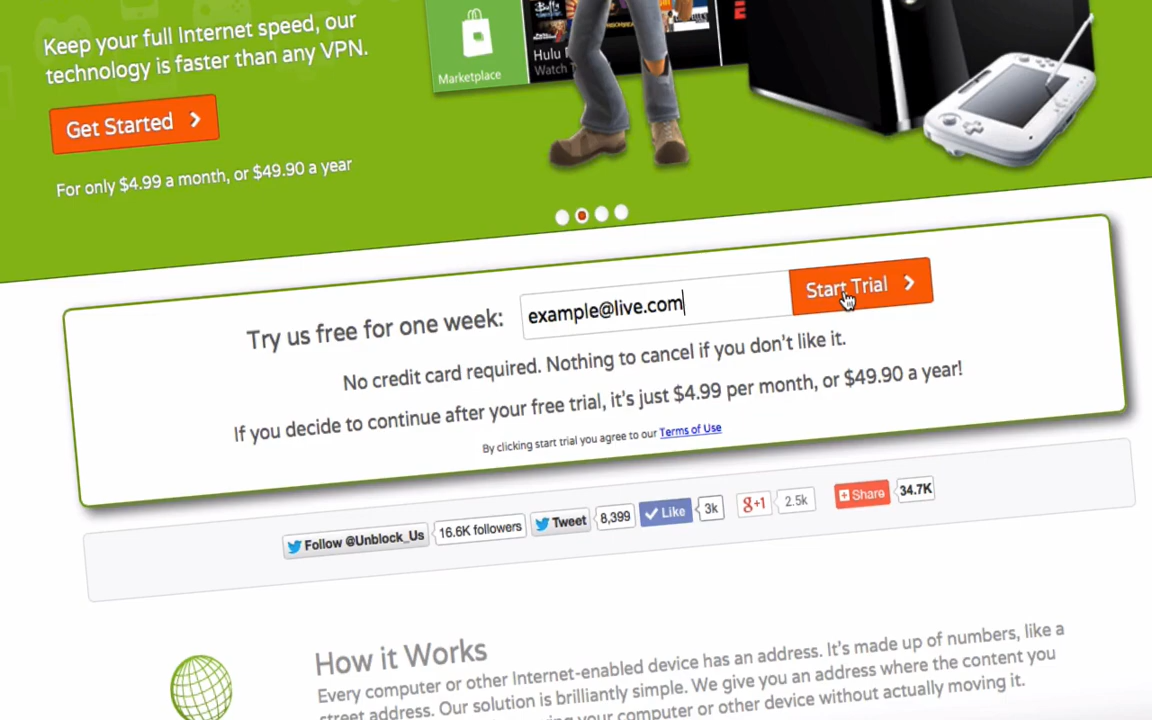 Keep your full Internet speed, our
technology is faster than any VPN.
Get Started
For only $4.99 a month, or $49.90 a year
Marketplace
Hulu
Watch
Try us free for one week:
example@live.com
Start Trial
No credit card required. Nothing to cancel if you don't like it.
If you decide to continue after your free trial, it's just $4.99 per month, or $49.90 a year!
By clicking start trial you agree to our Terms of Use
Follow @Unblock_Us
16.6K followers
Tweet
8,399
Like
3k
g+1
2.5k
Share
34.7K
How it Works
Every computer or other Internet-enabled device has an address. It's made up of numbers, like a
street address. Our solution is brilliantly simple. We give you an address where the content you
your computer or other device without actually moving it.